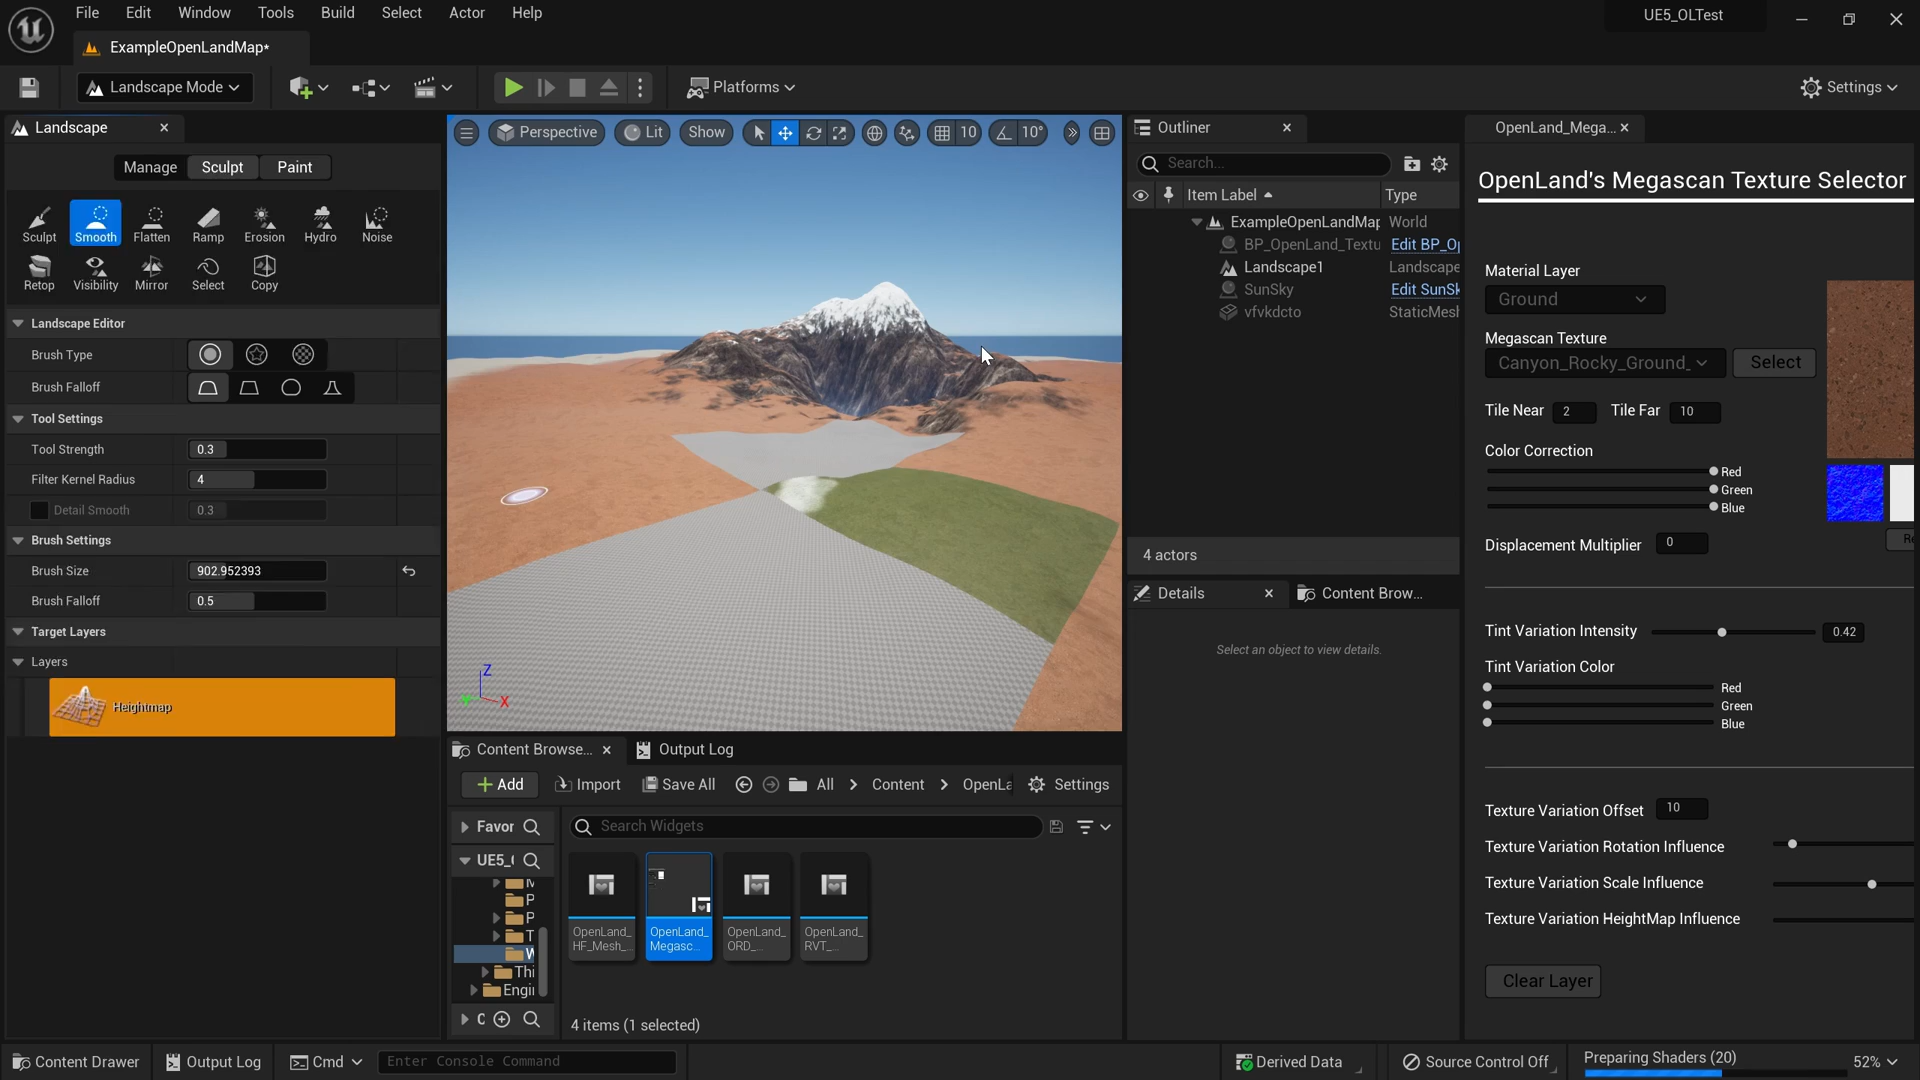 File Edit Window Tools Build Select Actor Help
UE5_OLTest
ExampleOpenLandMap*
Landscape Mode
Platforms
Settings
Landscape
Manage Sculpt Paint
Sculpt Smooth Flatten Ramp Erosion Hydro Noise
Retop Visibility Mirror Select Copy
Landscape Editor
Brush Type
Brush Falloff
Tool Settings
Tool Strength 0.3
Filter Kernel Radius 4
Detail Smooth 0.3
Brush Settings
Brush Size 902.952393
Brush Falloff 0.5
Target Layers
Layers
Heightmap
Perspective Lit Show 10 10°
Z
X
Outliner
Search...
Item Label Type
ExampleOpenLandMap World
BP_OpenLand_Textu Edit BP_Op
Landscape1 Landscape
SunSky Edit SunSk
vfvkdcto StaticMesh
4 actors
Details Content Brow...
Select an object to view details.
OpenLand_Mega...
OpenLand's Megascan Texture Selector
Material Layer
Ground
Megascan Texture
Canyon_Rocky_Ground_ Select
Tile Near 2 Tile Far 10
Color Correction
Red
Green
Blue
Re
Displacement Multiplier 0
Tint Variation Intensity 0.42
Tint Variation Color
Red
Green
Blue
Texture Variation Offset 10
Texture Variation Rotation Influence
Texture Variation Scale Influence
Texture Variation HeightMap Influence
Clear Layer
Content Browse... Output Log
Add Import Save All All Content OpenLa Settings
Favor Search Widgets
UE5_
P
P
T
Thi
Engi
C
OpenLand_
HF_Mesh_...
OpenLand_
Megasc...
OpenLand_
ORD_...
OpenLand_
RVT_...
4 items (1 selected)
Content Drawer Output Log Cmd Enter Console Command
Derived Data Source Control Off Preparing Shaders (20) 52%